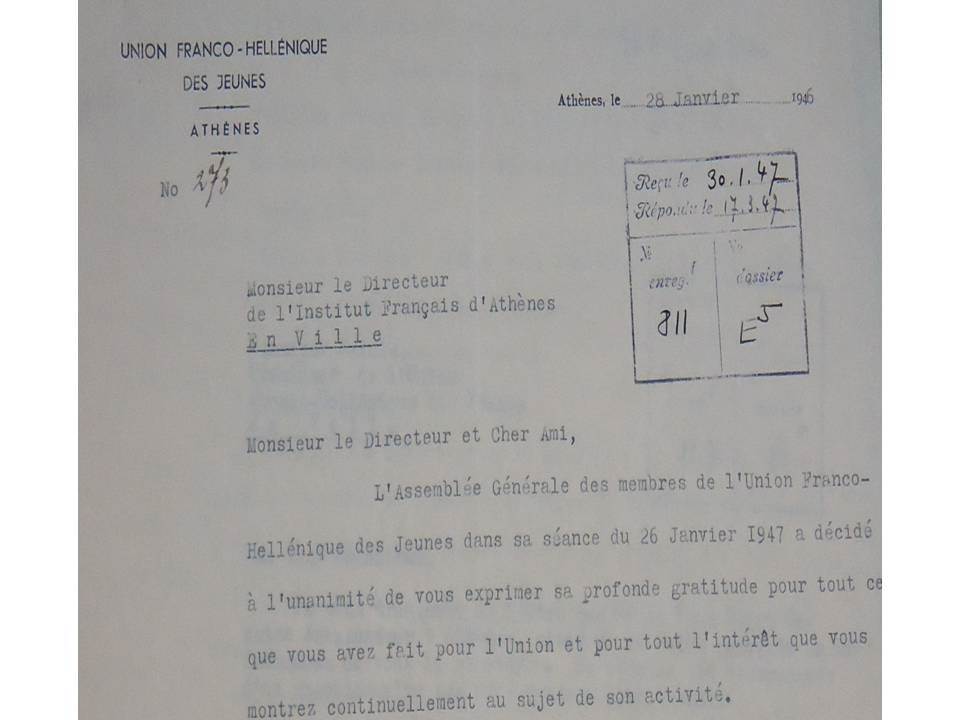 UNION FRANCO-HELLÉNIQUE
DES JEUNES
ATHÈNES
No 273
Athènes, le 28 Janvier 1946
Reçu le 30.1.47
Répondu le 17.3.47
№ enreg.t
811
No dossier
E5
Monsieur le Directeur
de l'Institut Français d'Athènes
En Ville
Monsieur le Directeur et Cher Ami,
L'Assemblée Générale des membres de l'Union Franco-
Hellénique des Jeunes dans sa séance du 26 Janvier I947 a décidé
à l'unanimité de vous exprimer sa profonde gratitude pour tout ce
que vous avez fait pour l'Union et pour tout l'intérêt que vous
montrez continuellement au sujet de son activité.